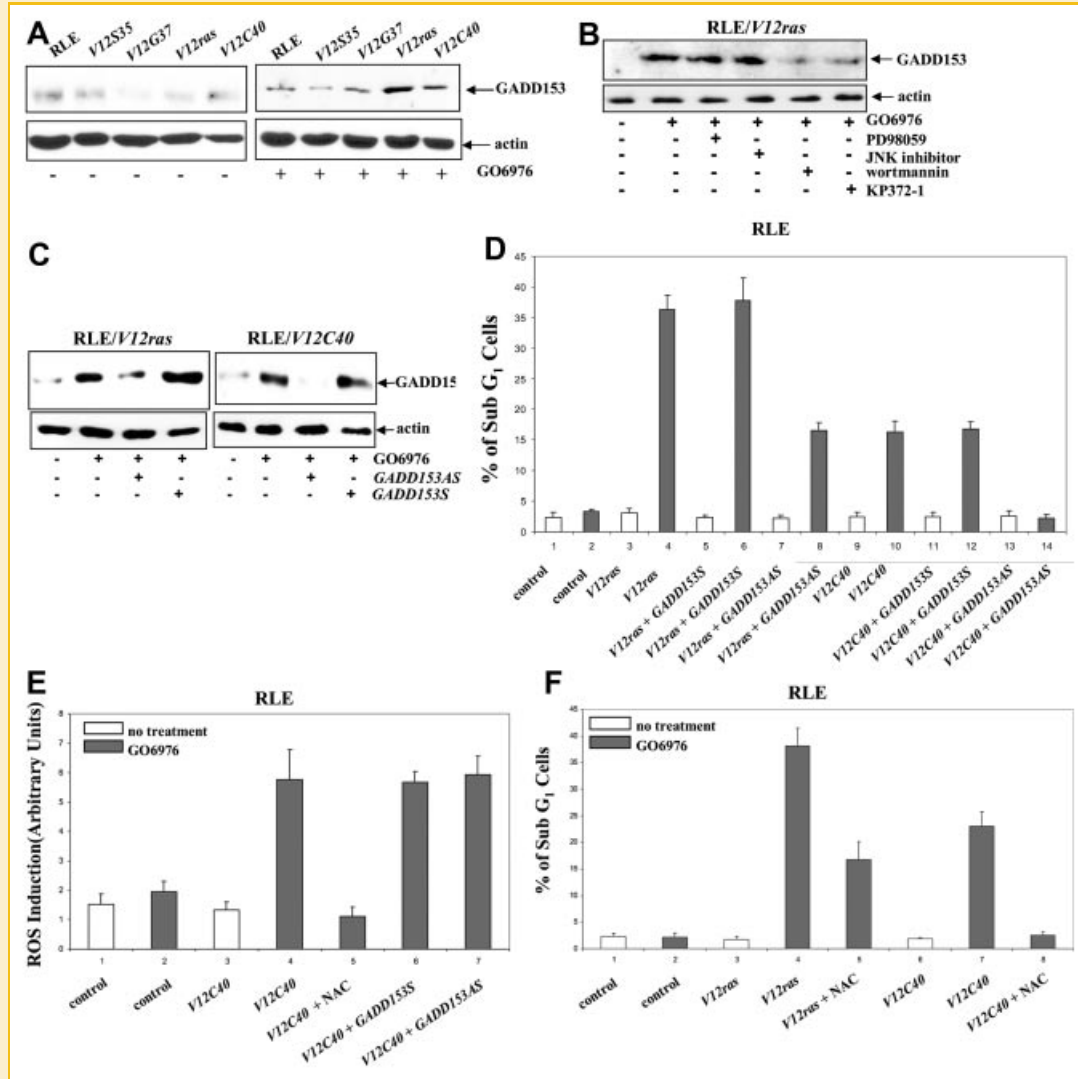 A
RLE V12S35 V12G37 V12ras V12C40
RLE V12S35 V12G37 V12ras V12C40
GADD153
actin
- - - - - + + + + + GO6976
B
RLE/V12ras
GADD153
actin
- + + + + + GO6976
- - + - - - PD98059
- - - + - - JNK inhibitor
- - - - + - wortmannin
- - - - - + KP372-1
C
RLE/V12ras RLE/V12C40
GADD15
actin
- + + + - + + + GO6976
- - + - - - + - GADD153AS
- - - + - - - + GADD153S
D
RLE
% of Sub G1 Cells
45
40
35
30
25
20
15
10
5
0
1 2 3 4 5 6 7 8 9 10 11 12 13 14
control
control
V12ras
V12ras
V12ras + GADD153S
V12ras + GADD153S
V12ras + GADD153AS
V12ras + GADD153AS
V12C40
V12C40
V12C40 + GADD153S
V12C40 + GADD153S
V12C40 + GADD153AS
V12C40 + GADD153AS
E
RLE
ROS Induction(Arbitrary Units)
8
7
6
5
4
3
2
1
0
no treatment
GO6976
1 2 3 4 5 6 7
control
control
V12C40
V12C40
V12C40 + NAC
V12C40 + GADD153S
V12C40 + GADD153AS
F
RLE
% of Sub G1 Cells
45
40
35
30
25
20
15
10
5
0
no treatment
GO6976
1 2 3 4 5 6 7 8
control
control
V12ras
V12ras
V12ras + NAC
V12C40
V12C40
V12C40 + NAC